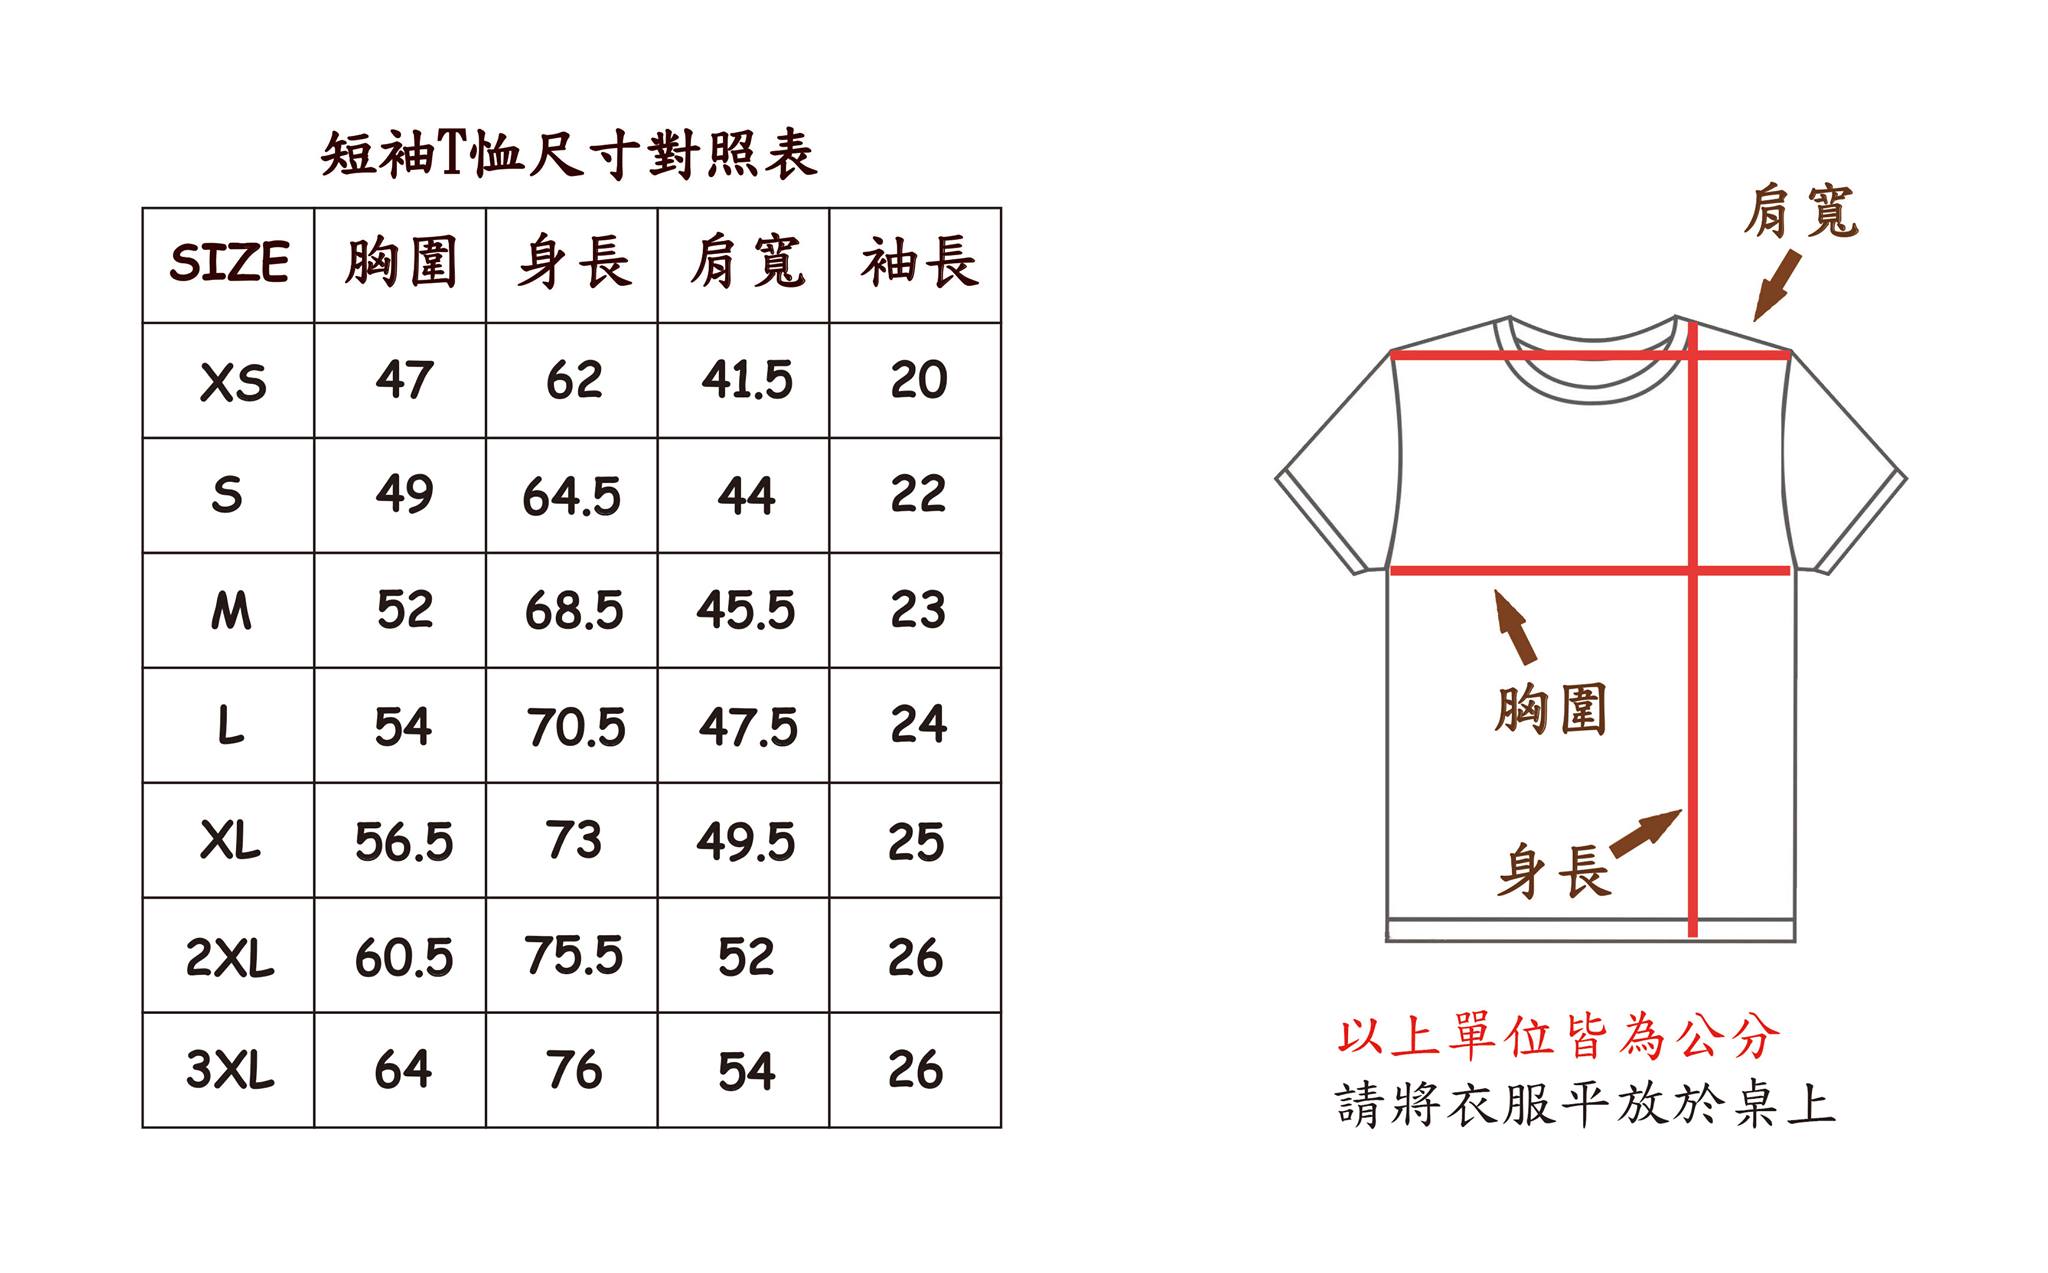 短袖T恤尺寸對照表
SIZE 胸圍 身長 肩寬 袖長
XS 47 62 41.5 20
S 49 64.5 44 22
M 52 68.5 45.5 23
L 54 70.5 47.5 24
XL 56.5 73 49.5 25
2XL 60.5 75.5 52 26
3XL 64 76 54 26
肩寬
胸圍
身長
以上單位皆為公分
請將衣服平放於桌上